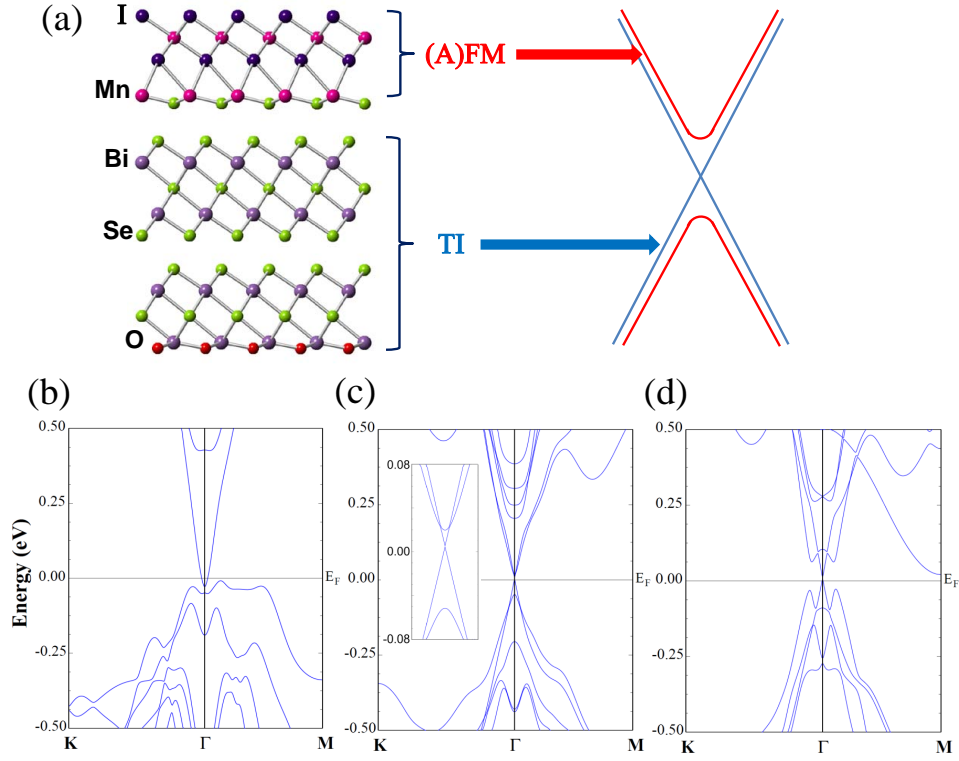 (a)
I
Mn
Bi
Se
O
(A)FM
TI
(b)
(c)
(d)
Energy (eV)
0.50
0.25
0.00
-0.25
-0.50
E_F
K
Γ
M
0.50
0.25
0.00
-0.25
-0.50
0.08
0.00
-0.08
E_F
K
Γ
M
0.50
0.25
0.00
-0.25
-0.50
E_F
K
Γ
M